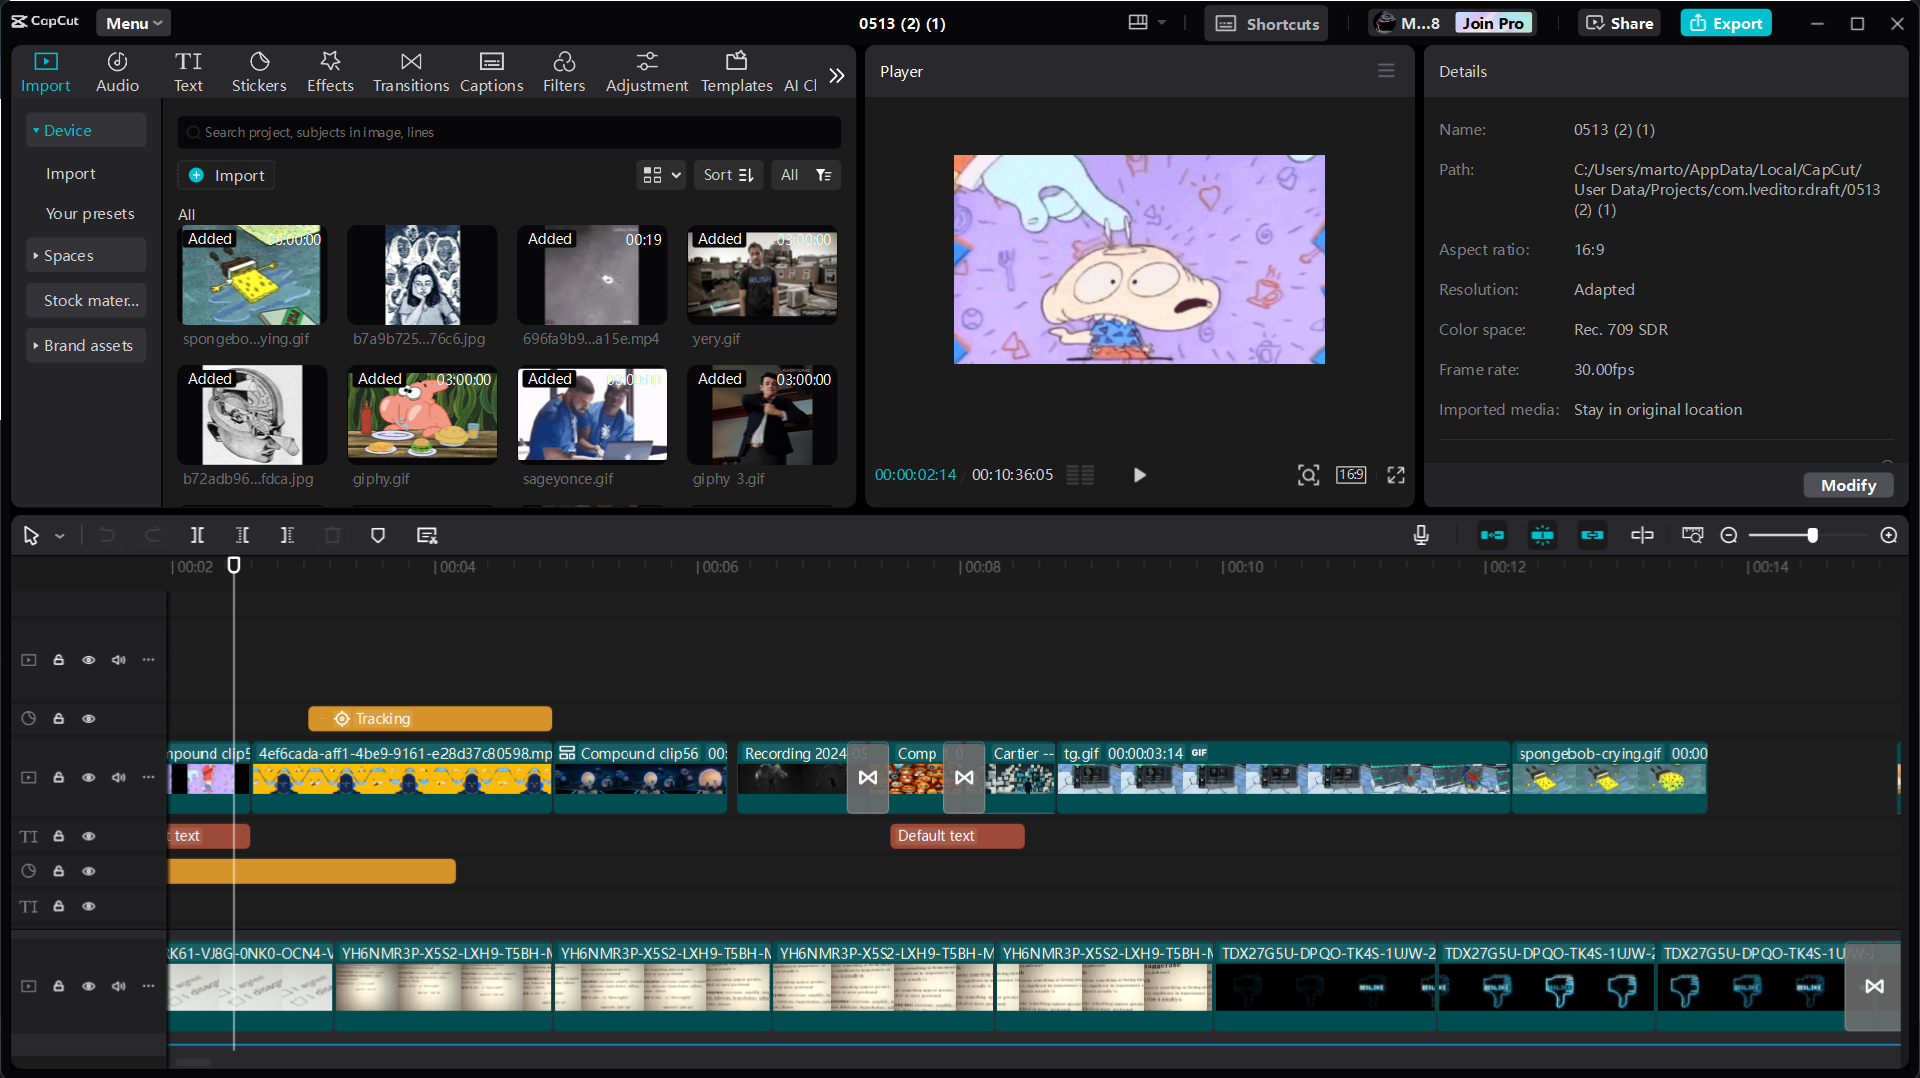 CapCut
Menu
0513 (2) (1)
Shortcuts
M...8
Join Pro
Share
Export
Import
Audio
Text
Stickers
Effects
Transitions
Captions
Filters
Adjustment
Templates
AI Cl
Device
Import
Your presets
Spaces
Stock mater...
Brand assets
Search project, subjects in image, lines
Import
Sort
All
All
Added
03:00:00
spongebo...ying.gif
b7a9b725...76c6.jpg
Added
00:19
696fa9b9...a15e.mp4
Added
03:00:00
RUSH
yery.gif
Added
b72adb96...fdca.jpg
Added
03:00:00
giphy.gif
Added
03:00:00
sageyonce.gif
Added
03:00:00
giphy 3.gif
Player
00:00:02:14
00:10:36:05
16:9
Details
Name:
0513 (2) (1)
Path:
C:/Users/marto/AppData/Local/CapCut/
User Data/Projects/com.lveditor.draft/0513
(2) (1)
Aspect ratio:
16:9
Resolution:
Adapted
Color space:
Rec. 709 SDR
Frame rate:
30.00fps
Imported media:
Stay in original location
Modify
00:02
00:04
00:06
00:08
00:10
00:12
00:14
Tracking
npound clip5
4ef6cada-aff1-4be9-9161-e28d37c80598.mp
Compound clip56 00:
Recording 2024-05
Comp
0
Cartier --
tg.gif 00:00:03:14 GIF
spongebob-crying.gif 00:00
TI
t text
Default text
TI
RK61-VJ8G-0NK0-OCN4-V
YH6NMR3P-X5S2-LXH9-T5BH-M
YH6NMR3P-X5S2-LXH9-T5BH-M
YH6NMR3P-X5S2-LXH9-T5BH-M
YH6NMR3P-X5S2-LXH9-T5BH-M
TDX27G5U-DPQO-TK4S-1UJW-2
TDX27G5U-DPQO-TK4S-1UJW-2
TDX27G5U-DPQO-TK4S-1UJW-2